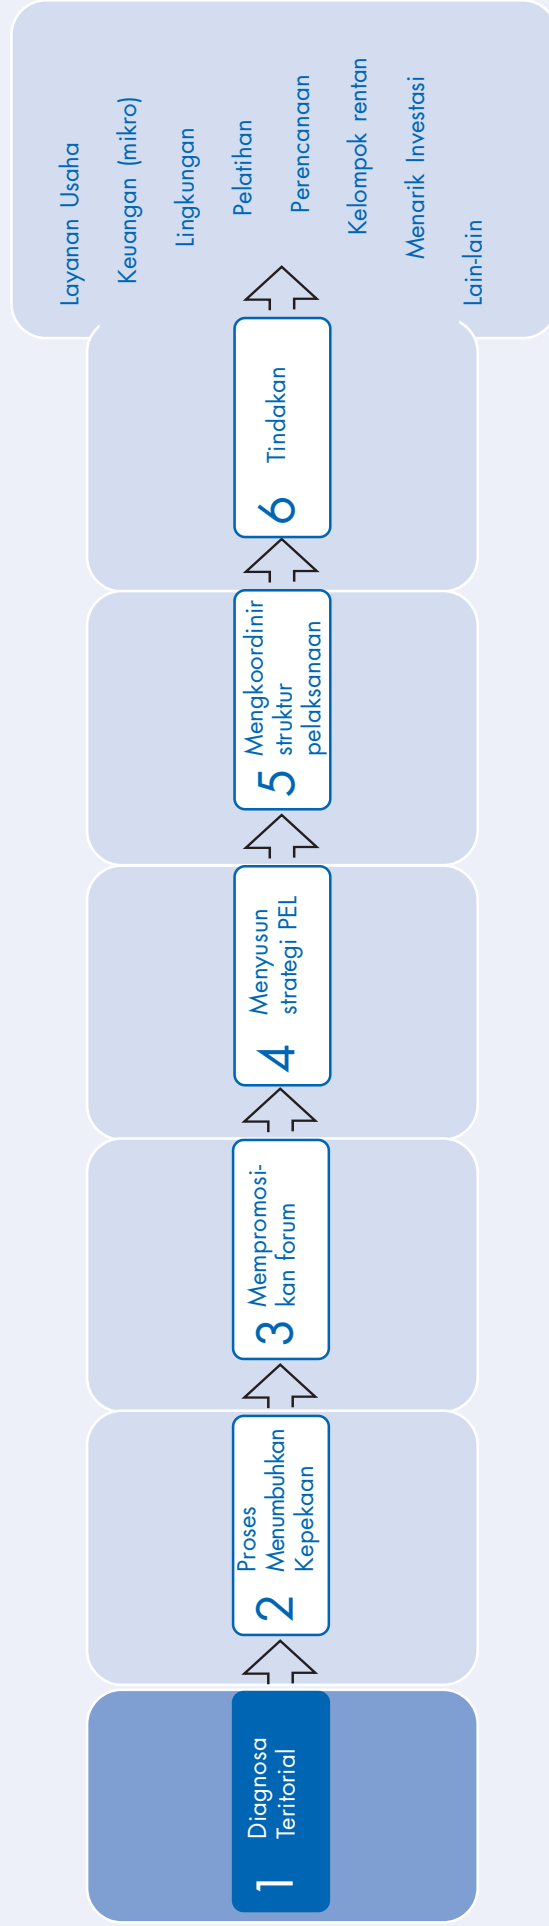 1
Diagnosa
Teritorial
2
Proses
Menumbuhkan
Kepekaan
3
Mempromosi-
kan forum
4
Menyusun
strategi PEL
5
Mengkoordinir
struktur
pelaksanaan
6
Tindakan
Layanan Usaha
Keuangan (mikro)
Lingkungan
Pelatihan
Perencanaan
Kelompok rentan
Menarik Investasi
Lain-lain